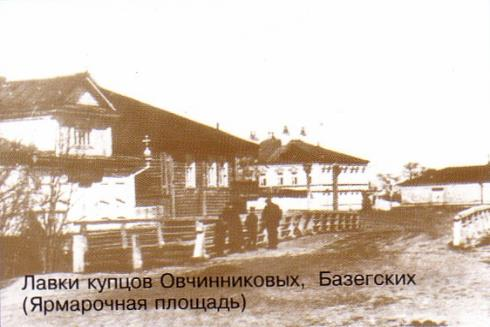 Лавки купцов Овчинниковых, Базегских
(Ярмарочная площадь)